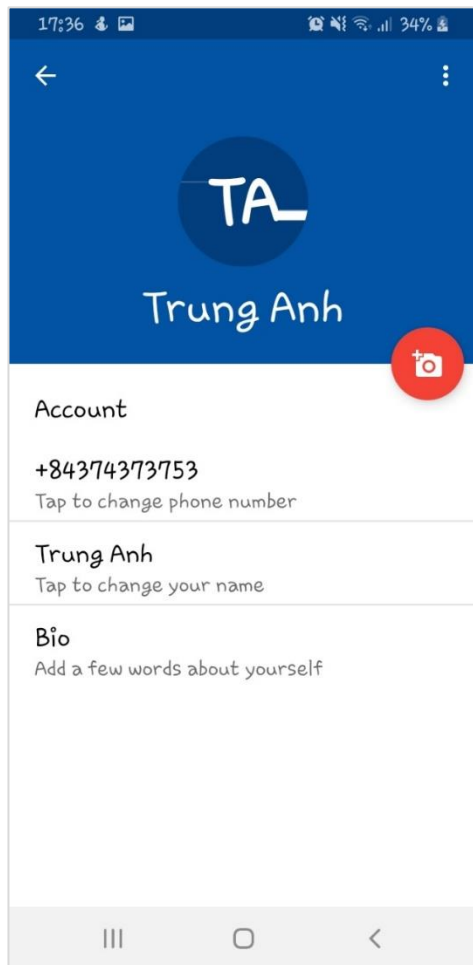 17:36 34%
TA
Trung Anh
Account
+84374373753
Tap to change phone number
Trung Anh
Tap to change your name
Bio
Add a few words about yourself